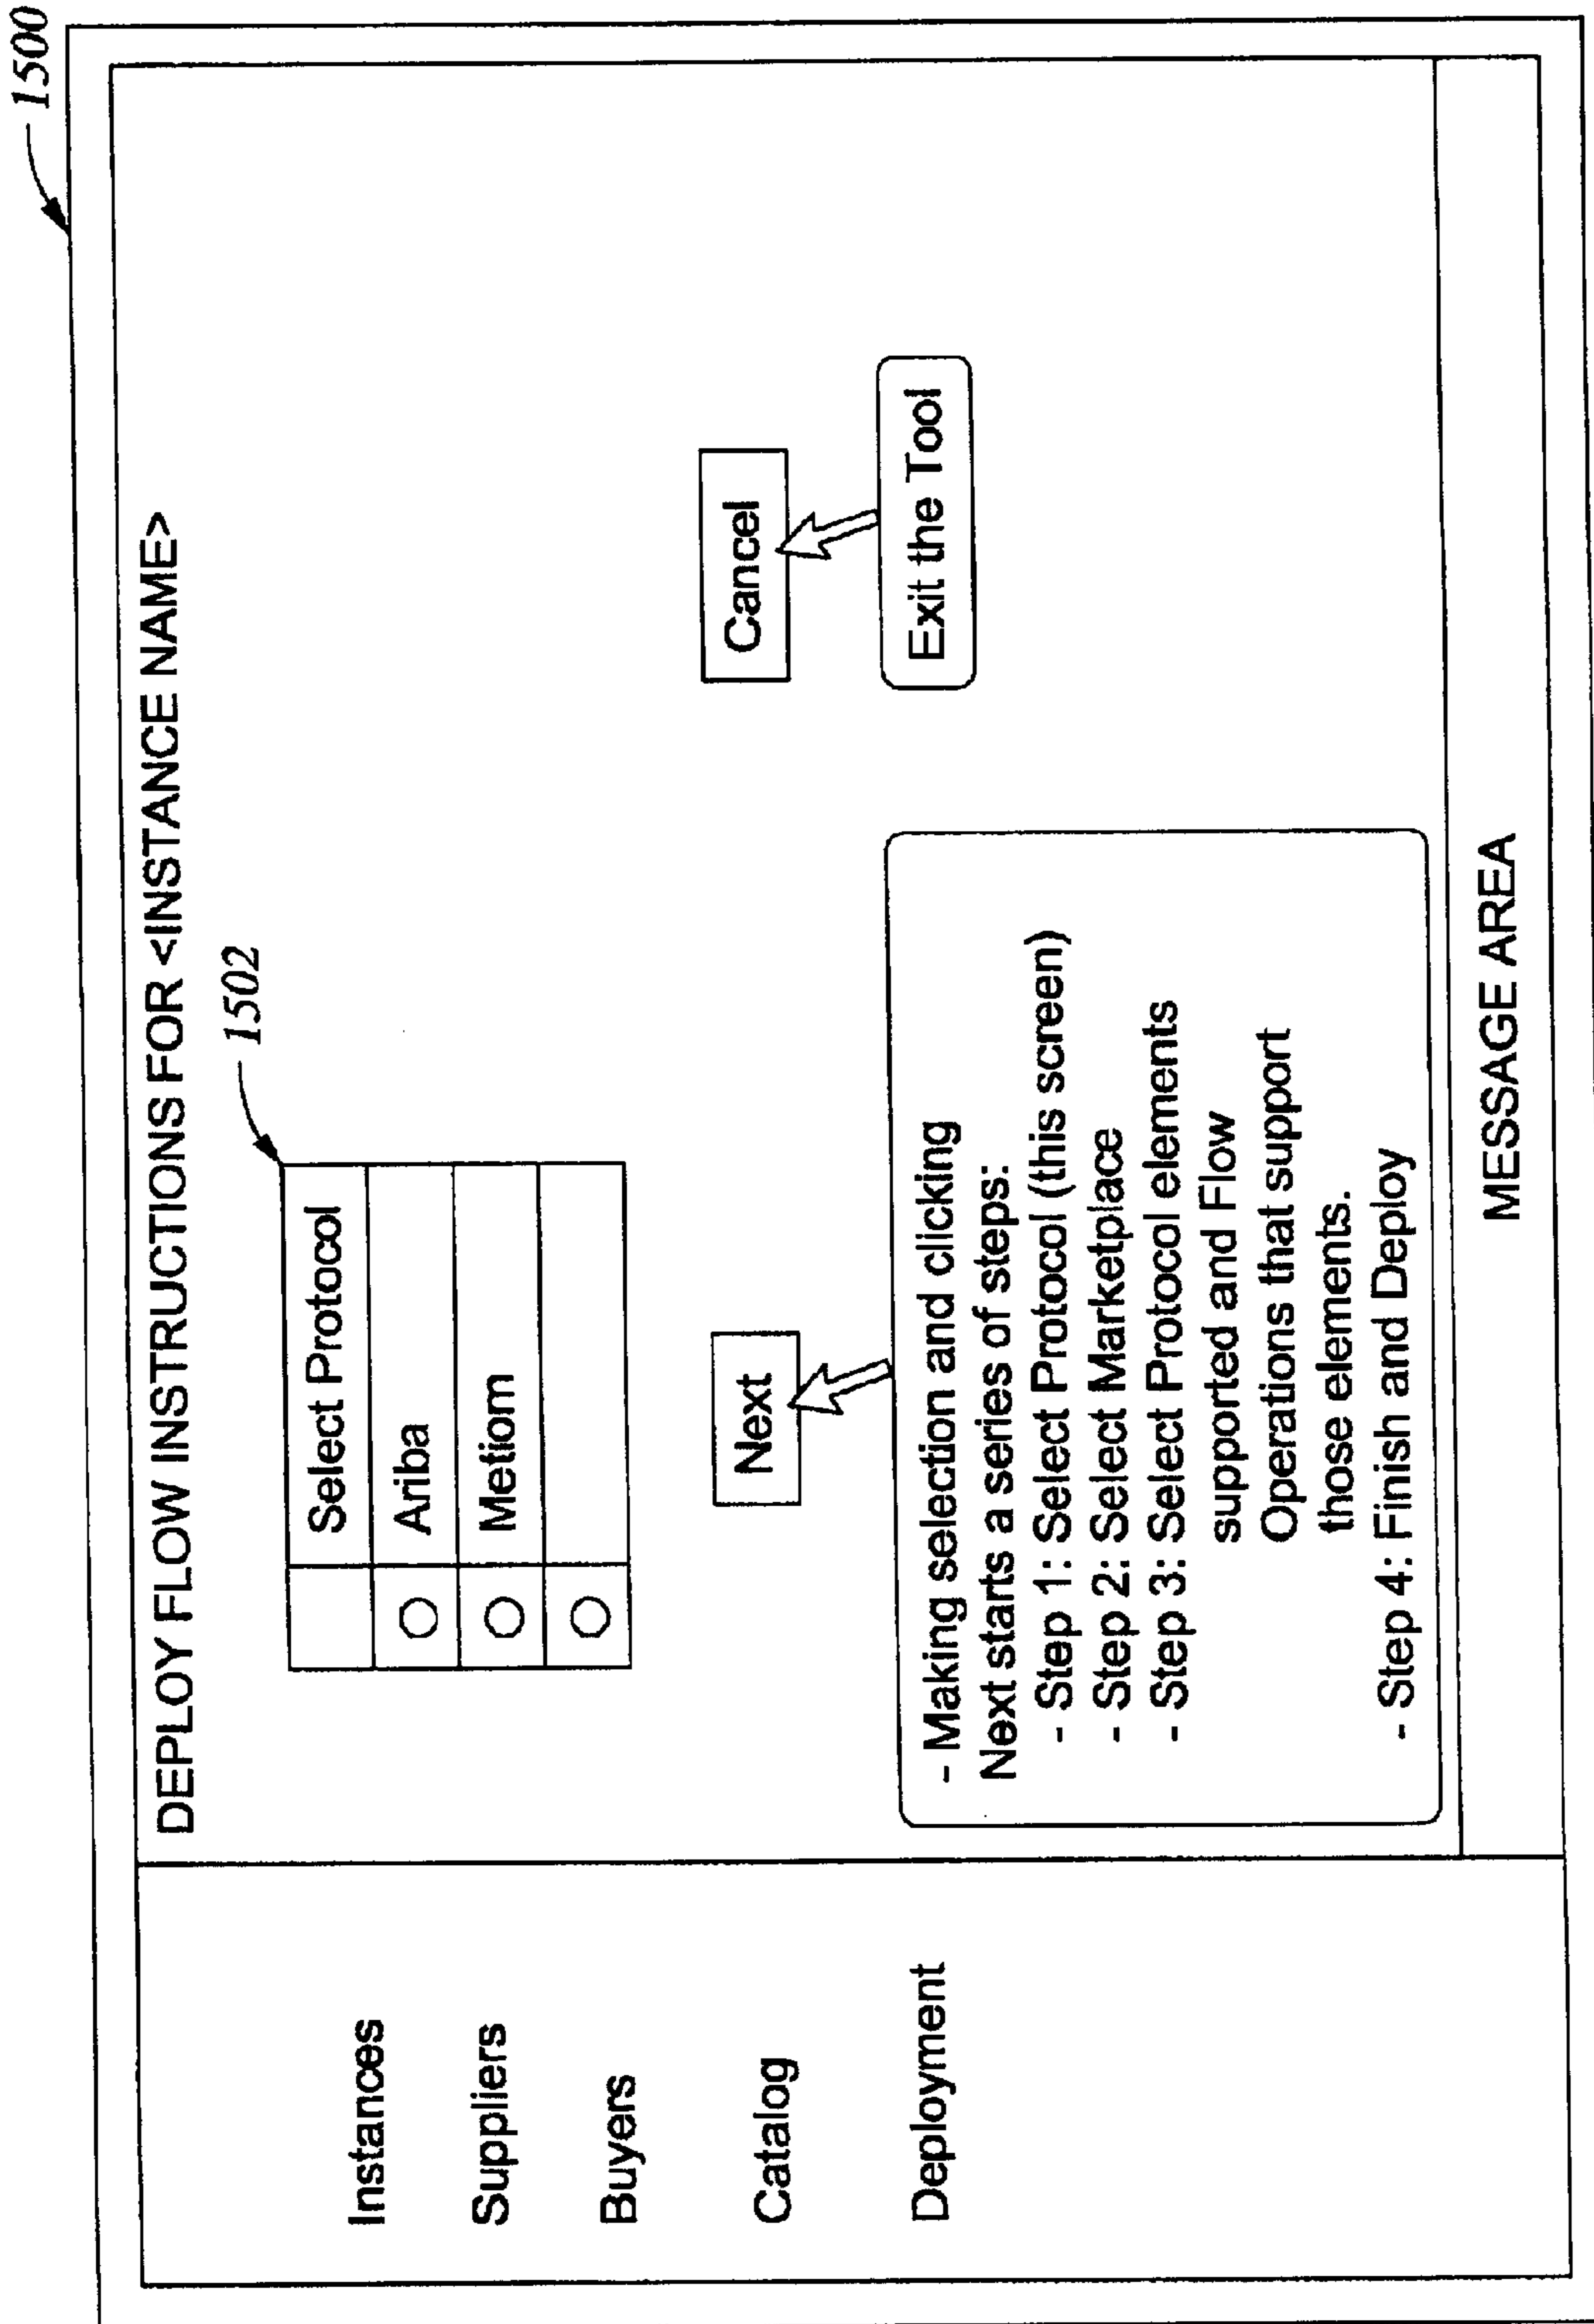 1500
DEPLOY FLOW INSTRUCTIONS FOR <INSTANCE NAME>
1502
Instances
Suppliers
Buyers
Catalog
Deployment
Select Protocol
Ariba
Metiom
Next
Cancel
Exit the Tool
- Making selection and clicking
Next starts a series of steps:
- Step 1: Select Protocol (this screen)
- Step 2: Select Marketplace
- Step 3: Select Protocol elements
supported and Flow
Operations that support
those elements.
- Step 4: Finish and Deploy
MESSAGE AREA